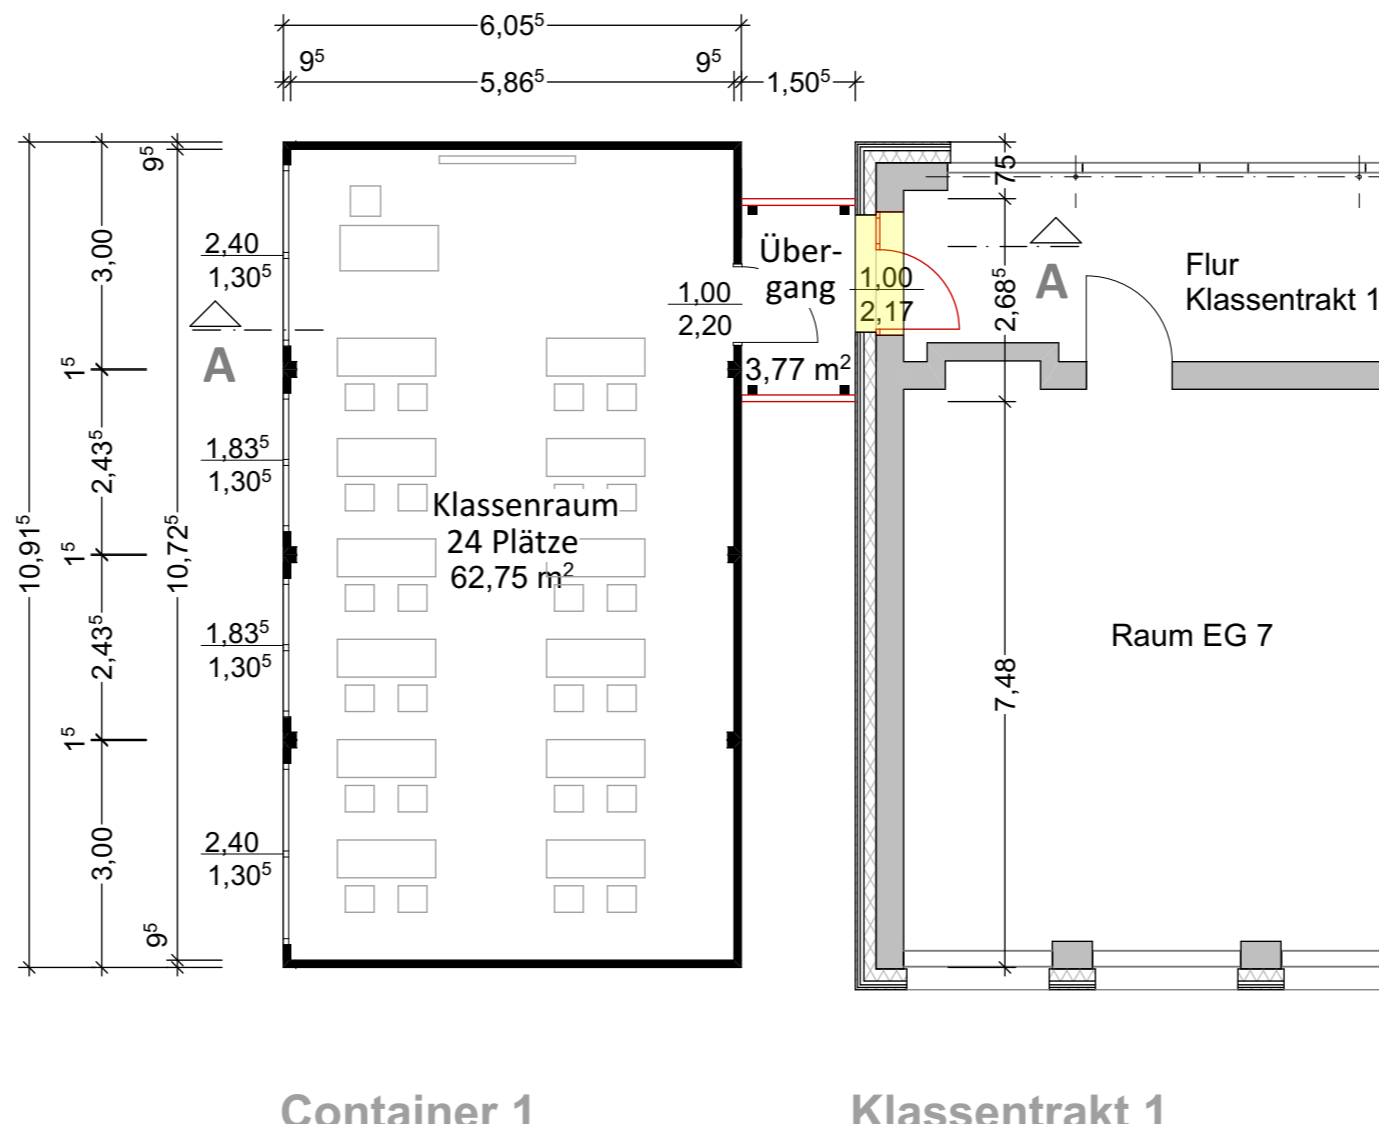 6,05⁵
9⁵
5,86⁵
9⁵
1,50⁵
10,91⁵
3,00
1⁵
2,43⁵
1⁵
2,43⁵
1⁵
3,00
9⁵
10,72⁵
9⁵
2,40
1,30⁵
A
1,83⁵
1,30⁵
1,83⁵
1,30⁵
2,40
1,30⁵
Klassenraum
24 Plätze
62,75 m²
1,00
2,20
Über-
gang
3,77 m²
1,00
2,17
75
2,68⁵
7,48
A
Flur
Klassentrakt 1
Raum EG 7
Container 1
Klassentrakt 1